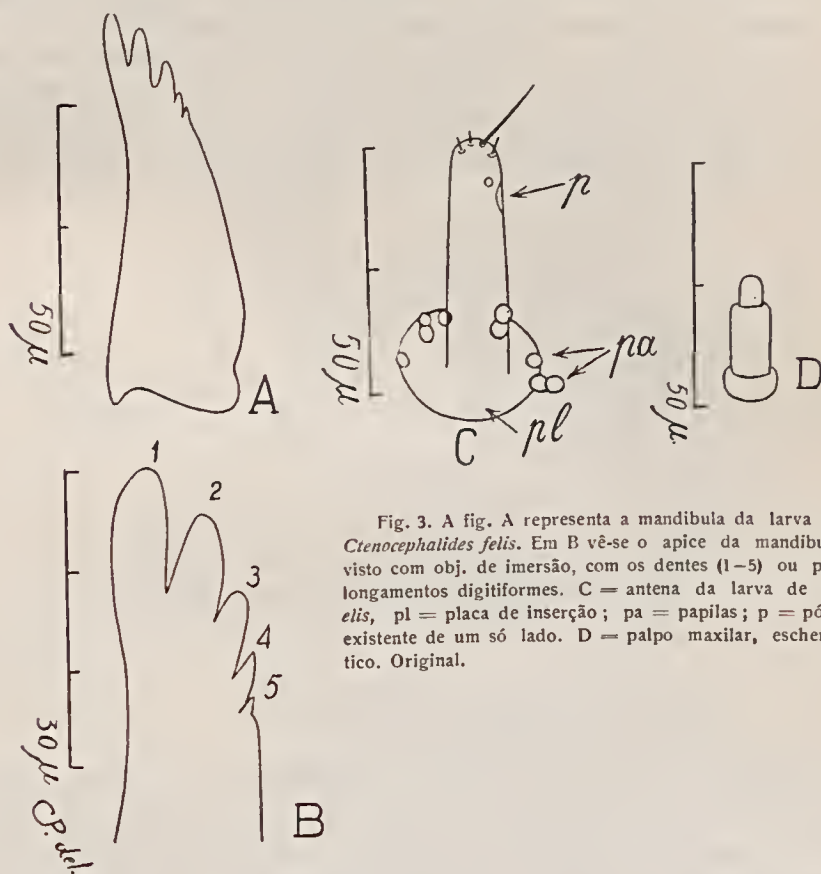 50 µ
A
50 µ
p
pa
pl
C
50 µ
D
1
2
3
4
5
30 µ
B
P. del.
Fig. 3. A fig. A representa a mandibula da larva
Ctenocephalides felis. Em B vê-se o apice da mandibu
visto com obj. de imersão, com os dentes (1–5) ou p
longamentos digitiformes. C = antena da larva de
elis, pl = placa de inserção; pa = papilas; p = pó
existente de um só lado. D = palpo maxilar, eschem
tico. Original.